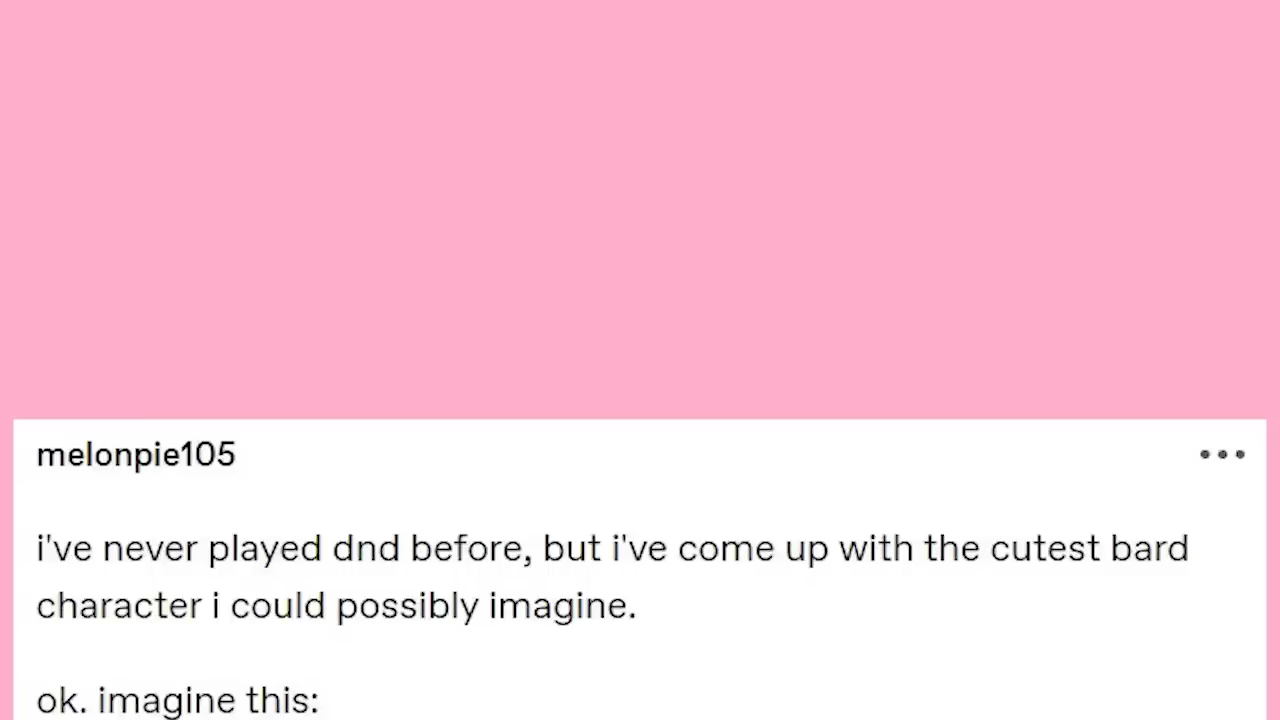 melonpie105
i've never played dnd before, but i've come up with the cutest bard
character i could possibly imagine.
ok. imagine this: